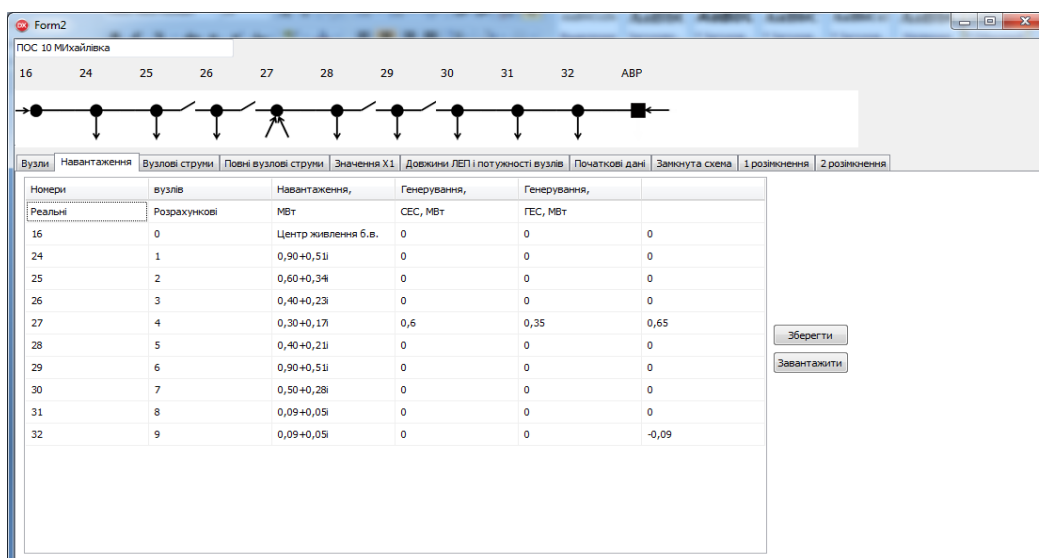 Form2
ПОС 10 МИхайлівка
16 24 25 26 27 28 29 30 31 32 АВР
Вузли Навантаження Вузлові струми Повні вузлові струми Значення X1 Довжини ЛЕП і потужності вузлів Початкові дані Замкнута схема 1 розімкнення 2 розімкнення
Номери вузлів Навантаження, Генерування, Генерування,
Реальні Розрахункові МВт СЕС, МВт ГЕС, МВт
16 0 Центр живлення б.в. 0 0 0
24 1 0,90+0,51i 0 0 0
25 2 0,60+0,34i 0 0 0
26 3 0,40+0,23i 0 0 0
27 4 0,30+0,17i 0,6 0,35 0,65
28 5 0,40+0,21i 0 0 0
29 6 0,90+0,51i 0 0 0
30 7 0,50+0,28i 0 0 0
31 8 0,09+0,05i 0 0 0
32 9 0,09+0,05i 0 0 -0,09
Зберегти
Завантажити